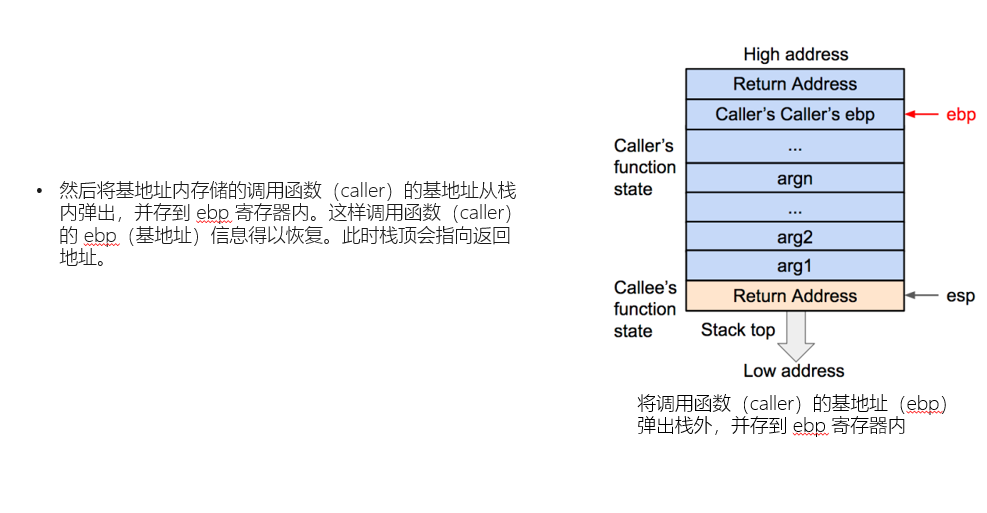 • 然后将基地址内存储的调用函数（caller）的基地址从栈
内弹出，并存到 ebp 寄存器内。这样调用函数（caller）
的 ebp（基地址）信息得以恢复。此时栈顶会指向返回
地址。
High address
Return Address
Caller’s Caller’s ebp
ebp
...
Caller’s
function
state
argn
...
arg2
arg1
Callee’s
function
state
Return Address
esp
Stack top
Low address
将调用函数（caller）的基地址（ebp）
弹出栈外，并存到 ebp 寄存器内